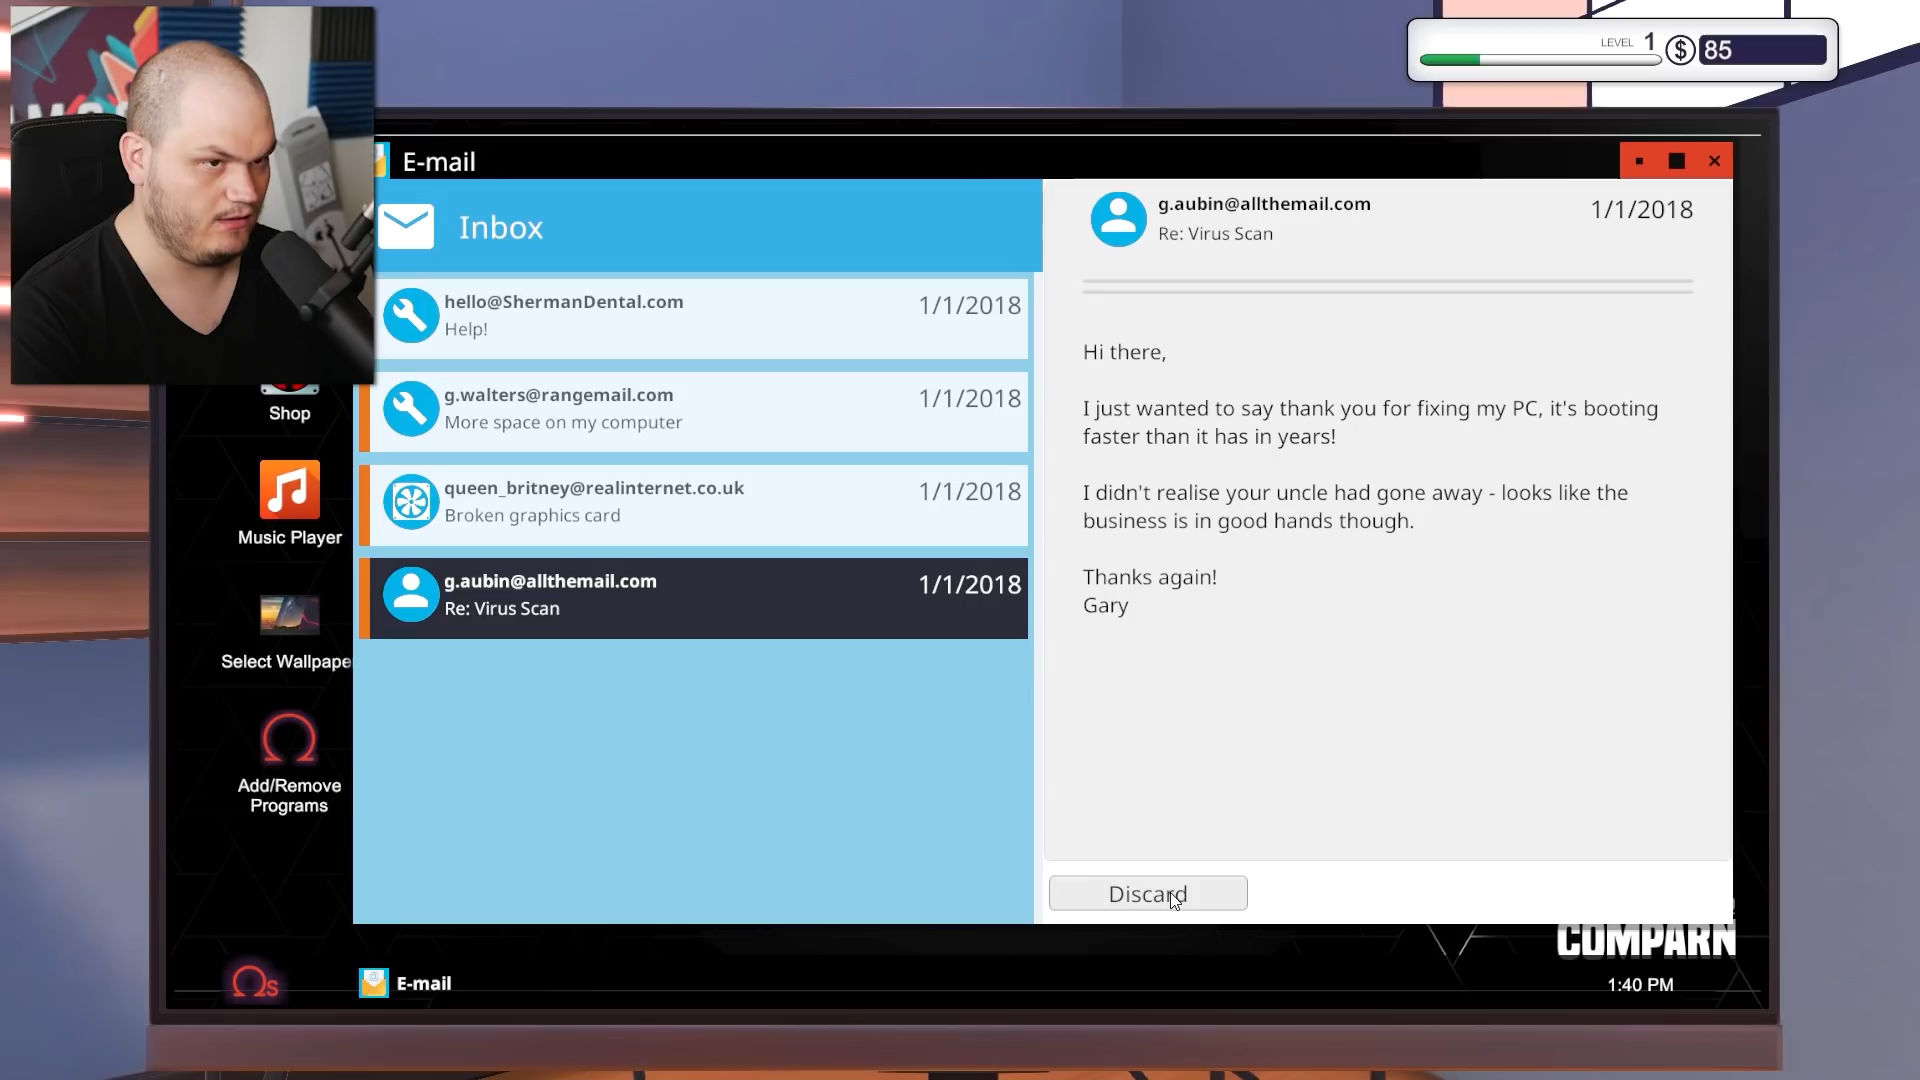 LEVEL 1 $ 85
E-mail
Inbox
g.aubin@allthemail.com
1/1/2018
Re: Virus Scan
hello@ShermanDental.com
1/1/2018
Help!
g.walters@rangemail.com
1/1/2018
More space on my computer
queen_britney@realinternet.co.uk
1/1/2018
Broken graphics card
g.aubin@allthemail.com
1/1/2018
Re: Virus Scan
Hi there,
I just wanted to say thank you for fixing my PC, it's booting
faster than it has in years!
I didn't realise your uncle had gone away - looks like the
business is in good hands though.
Thanks again!
Gary
Discard
Shop
Music Player
Select Wallpape
Add/Remove
Programs
COMPARN
Ωs
E-mail
1:40 PM